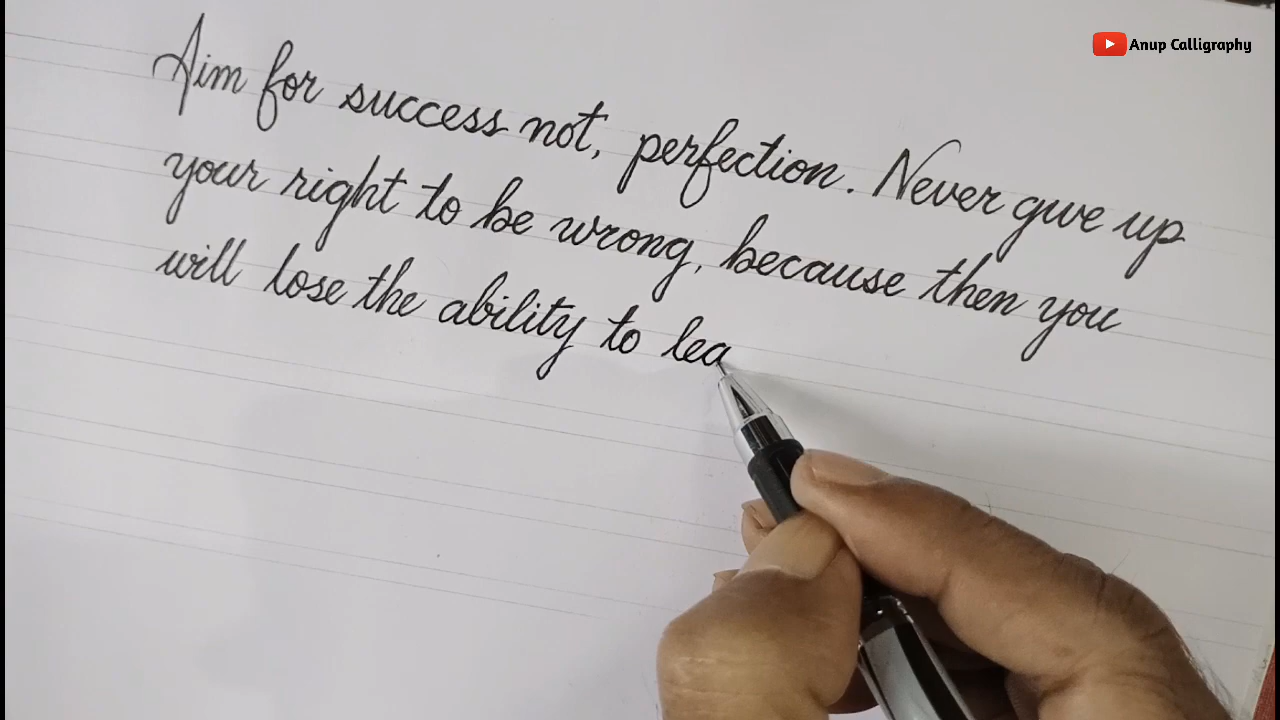 Anup Calligraphy
Aim for success not, perfection. Never give up
your right to be wrong, because then you
will lose the ability to lea